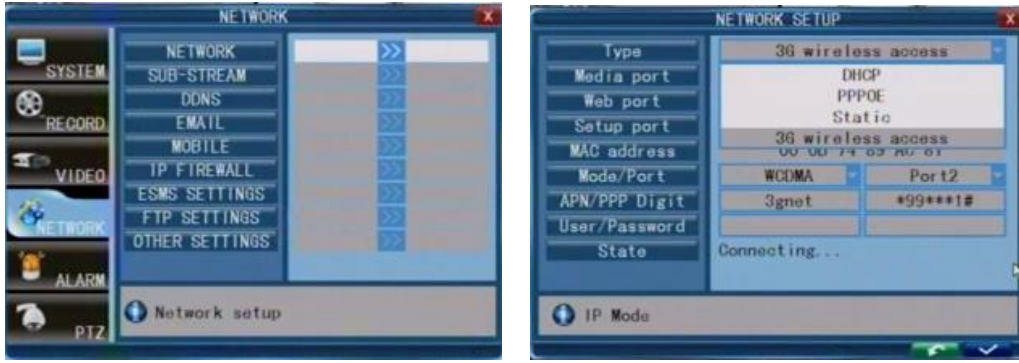 NETWORK
X
SYSTEM
RECORD
VIDEO
NETWORK
ALARM
PTZ
NETWORK >>
SUB-STREAM >>
DDNS >>
EMAIL >>
MOBILE >>
IP FIREWALL >>
ESMS SETTINGS >>
FTP SETTINGS >>
OTHER SETTINGS >>
Network setup
NETWORK SETUP
X
Type 3G wireless access
Media port DHCP
Web port PPPOE
Setup port Static
3G wireless access
MAC address
Mode/Port WCDMA Port2
APN/PPP Digit 3gnet *99***1#
User/Password
State Connecting...
IP Mode